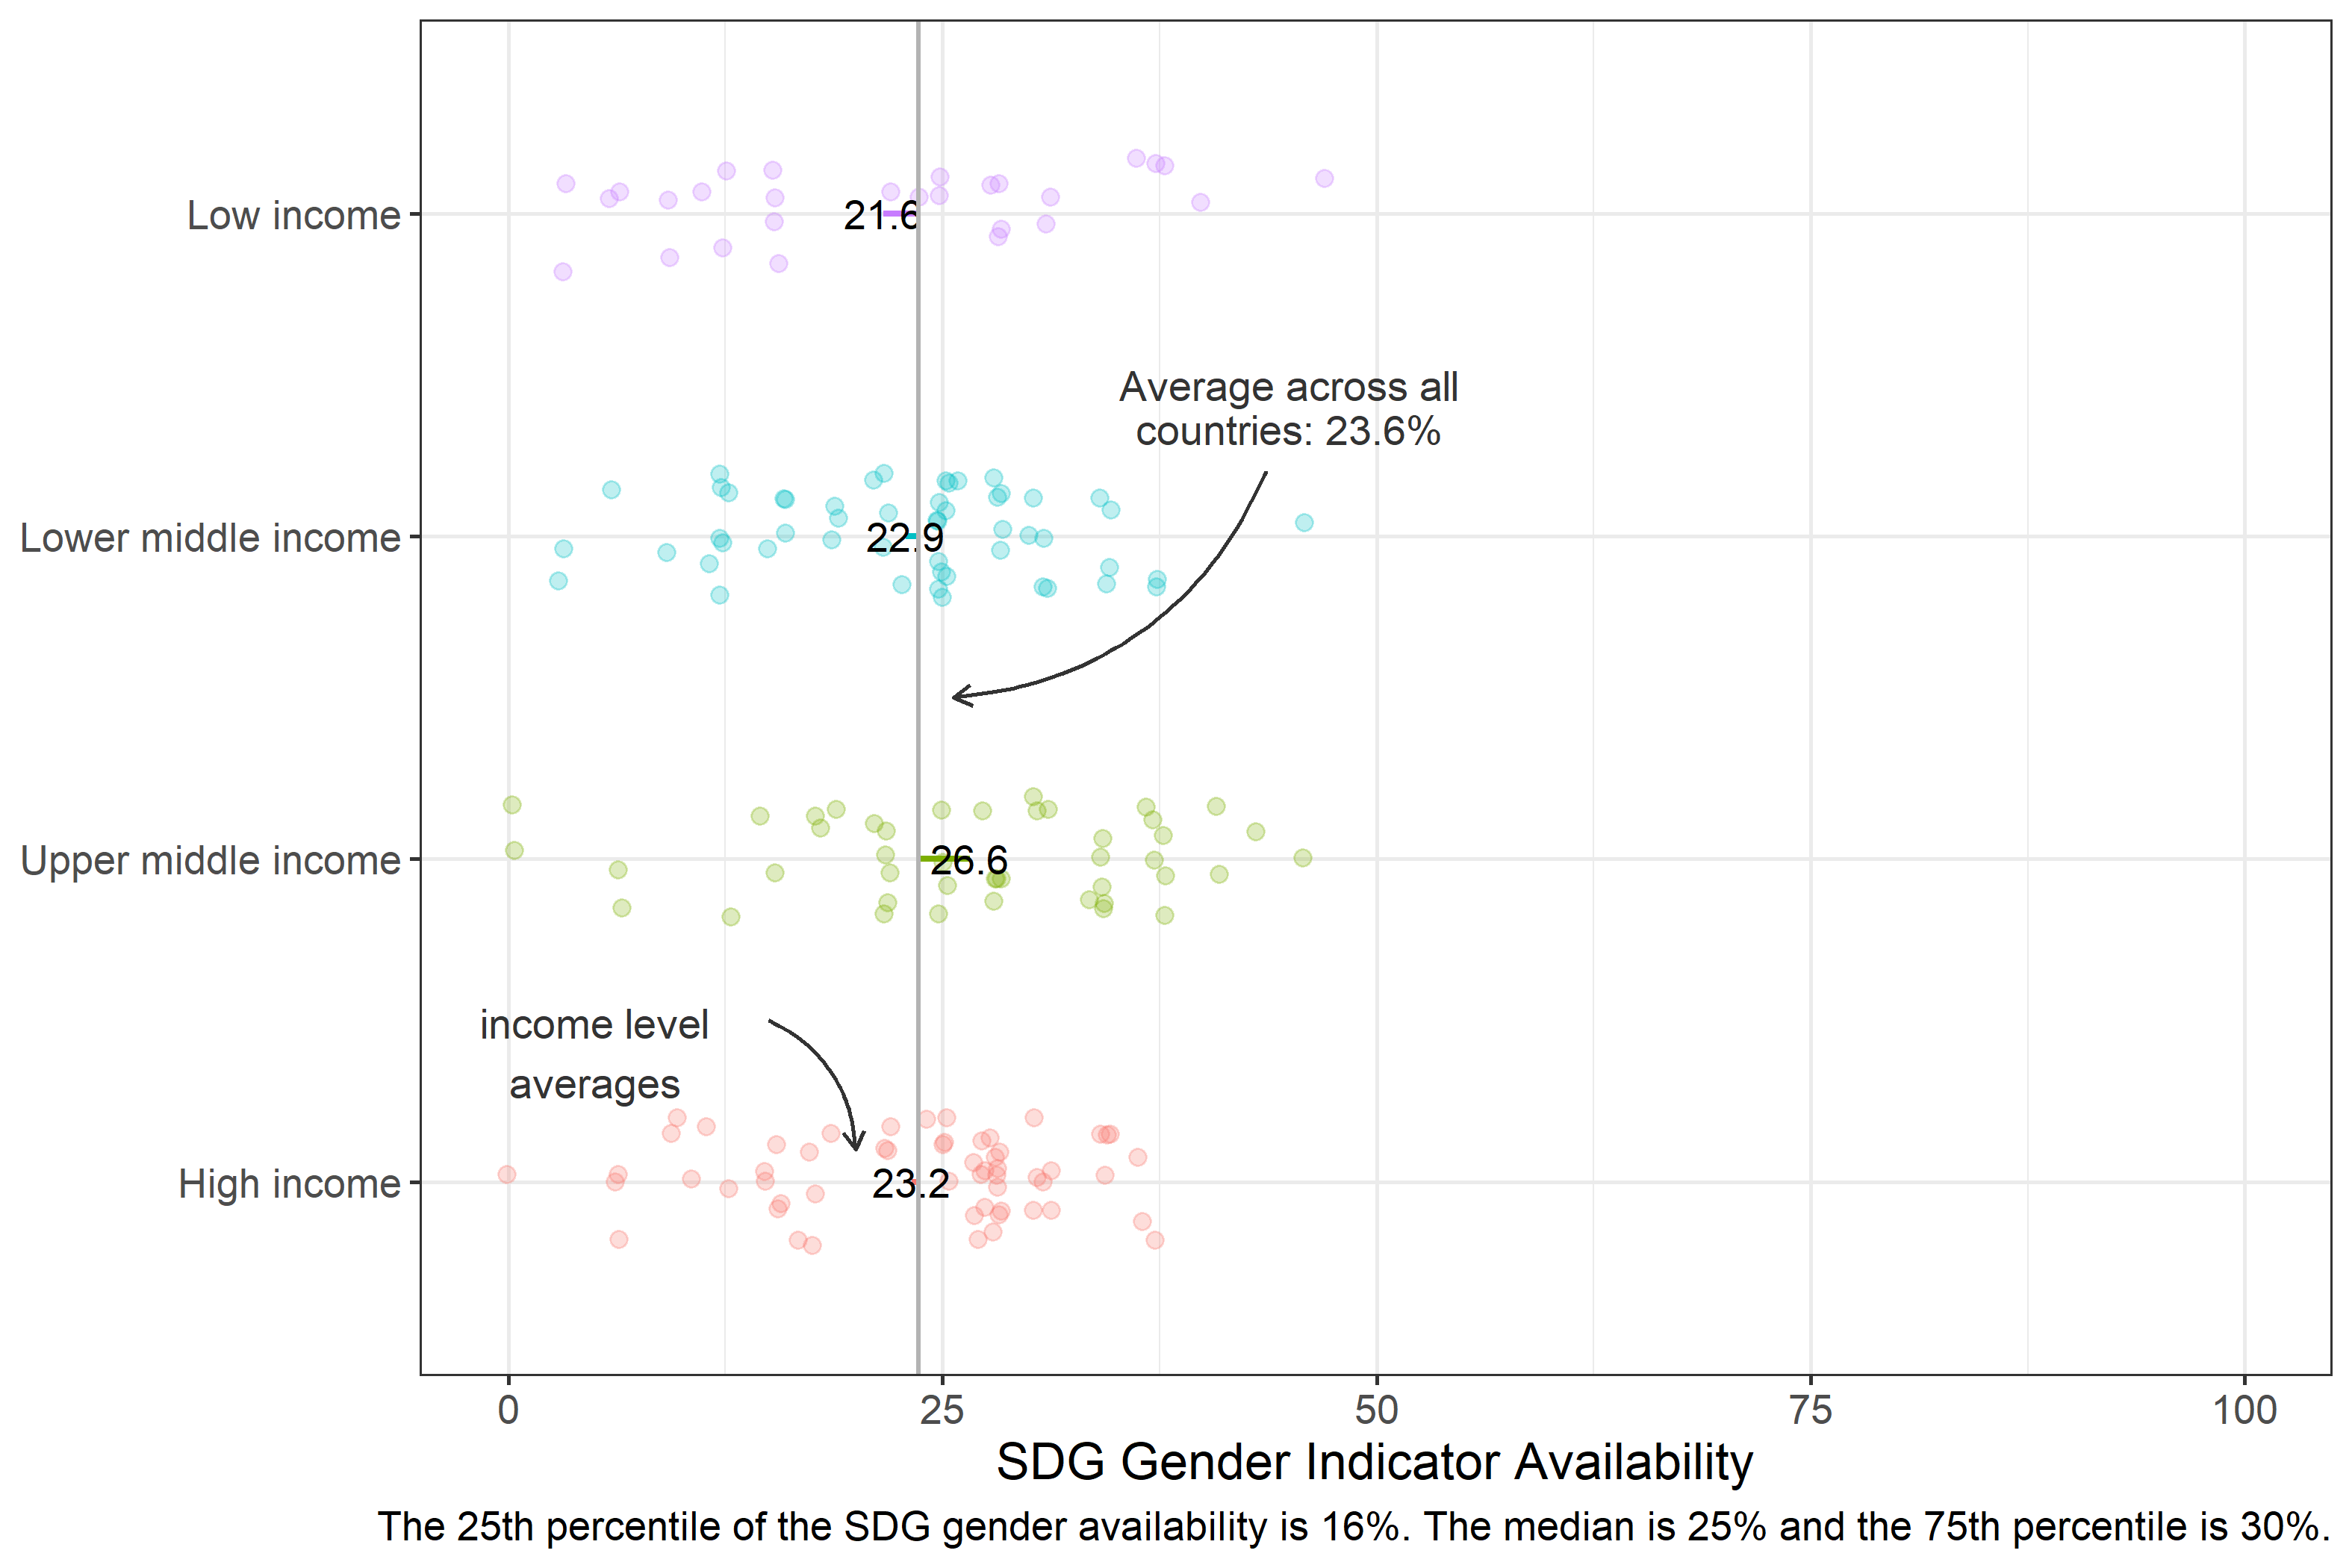 Low income
21.6
Average across all
countries: 23.6%
Lower middle income
22.9
Upper middle income
26.6
income level
averages
High income
23.2
0
25
50
75
100
SDG Gender Indicator Availability
The 25th percentile of the SDG gender availability is 16%. The median is 25% and the 75th percentile is 30%.